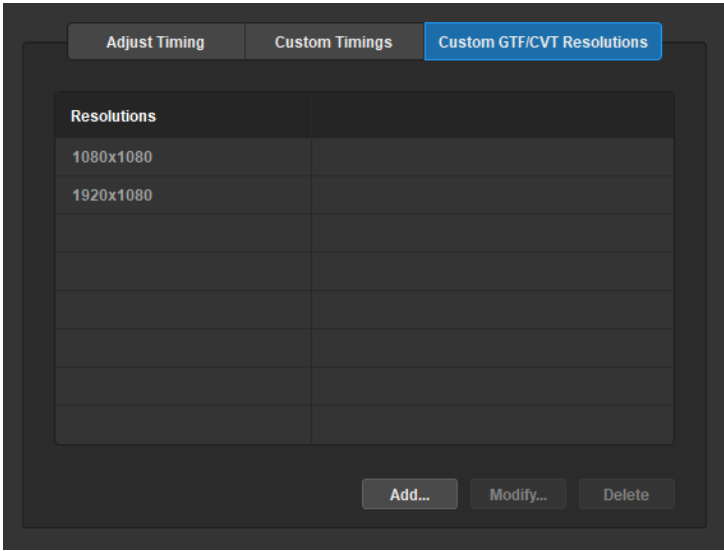 Adjust Timing
Custom Timings
Custom GTF/CVT Resolutions
Resolutions
1080x1080
1920x1080
Add...
Modify...
Delete